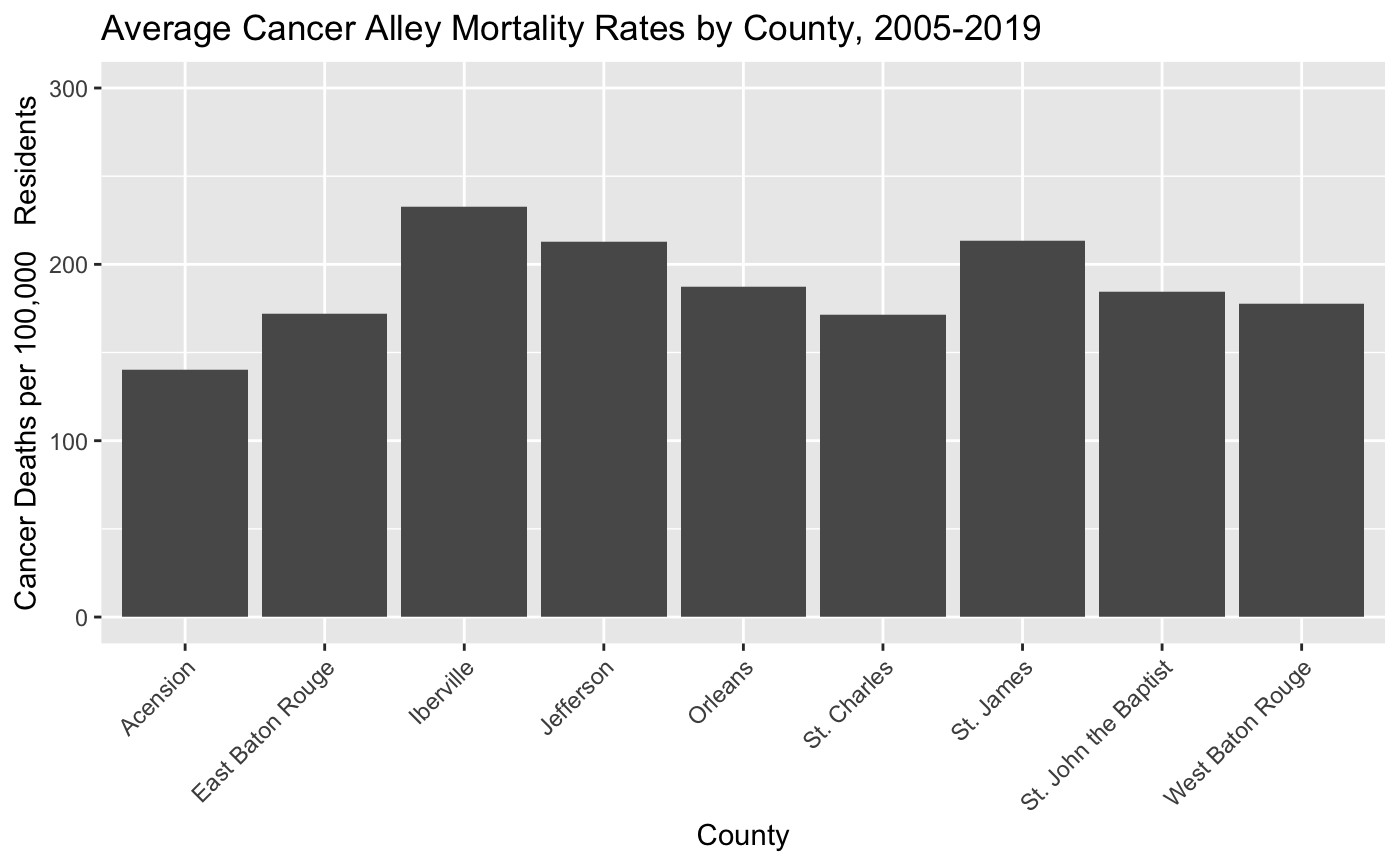 Average Cancer Alley Mortality Rates by County, 2005-2019
Cancer Deaths per 100,000   Residents
300
200
100
0
Acension
East Baton Rouge
Iberville
Jefferson
Orleans
St. Charles
St. James
St. John the Baptist
West Baton Rouge
County